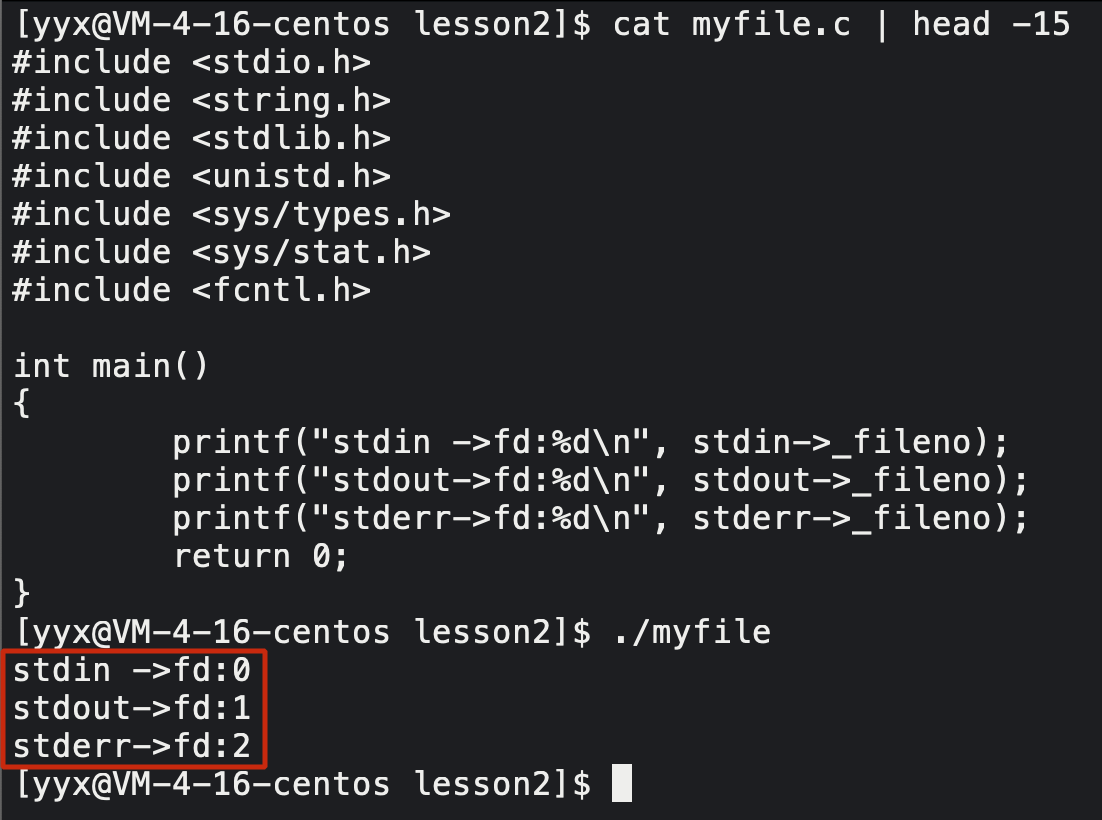 [yyx@VM-4-16-centos lesson2]$ cat myfile.c | head -15
#include <stdio.h>
#include <string.h>
#include <stdlib.h>
#include <unistd.h>
#include <sys/types.h>
#include <sys/stat.h>
#include <fcntl.h>

int main()
{
        printf("stdin ->fd:%d\n", stdin->_fileno);
        printf("stdout->fd:%d\n", stdout->_fileno);
        printf("stderr->fd:%d\n", stderr->_fileno);
        return 0;
}
[yyx@VM-4-16-centos lesson2]$ ./myfile
stdin ->fd:0
stdout->fd:1
stderr->fd:2
[yyx@VM-4-16-centos lesson2]$